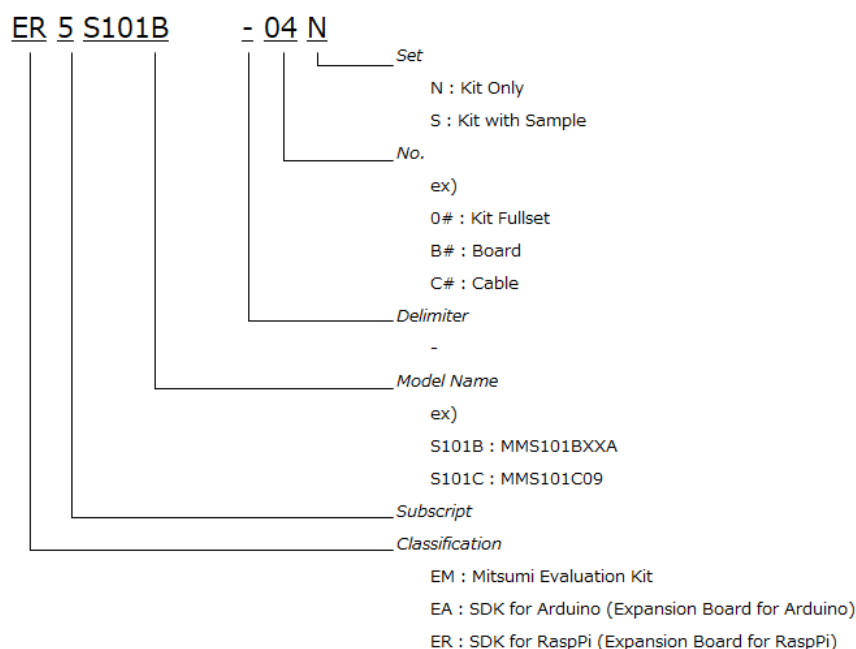 ER 5 S101B - 04 N
Set
N : Kit Only
S : Kit with Sample
No.
ex)
0# : Kit Fullset
B# : Board
C# : Cable
Delimiter
-
Model Name
ex)
S101B : MMS101BXXA
S101C : MMS101C09
Subscript
Classification
EM : Mitsumi Evaluation Kit
EA : SDK for Arduino (Expansion Board for Arduino)
ER : SDK for RaspPi (Expansion Board for RaspPi)